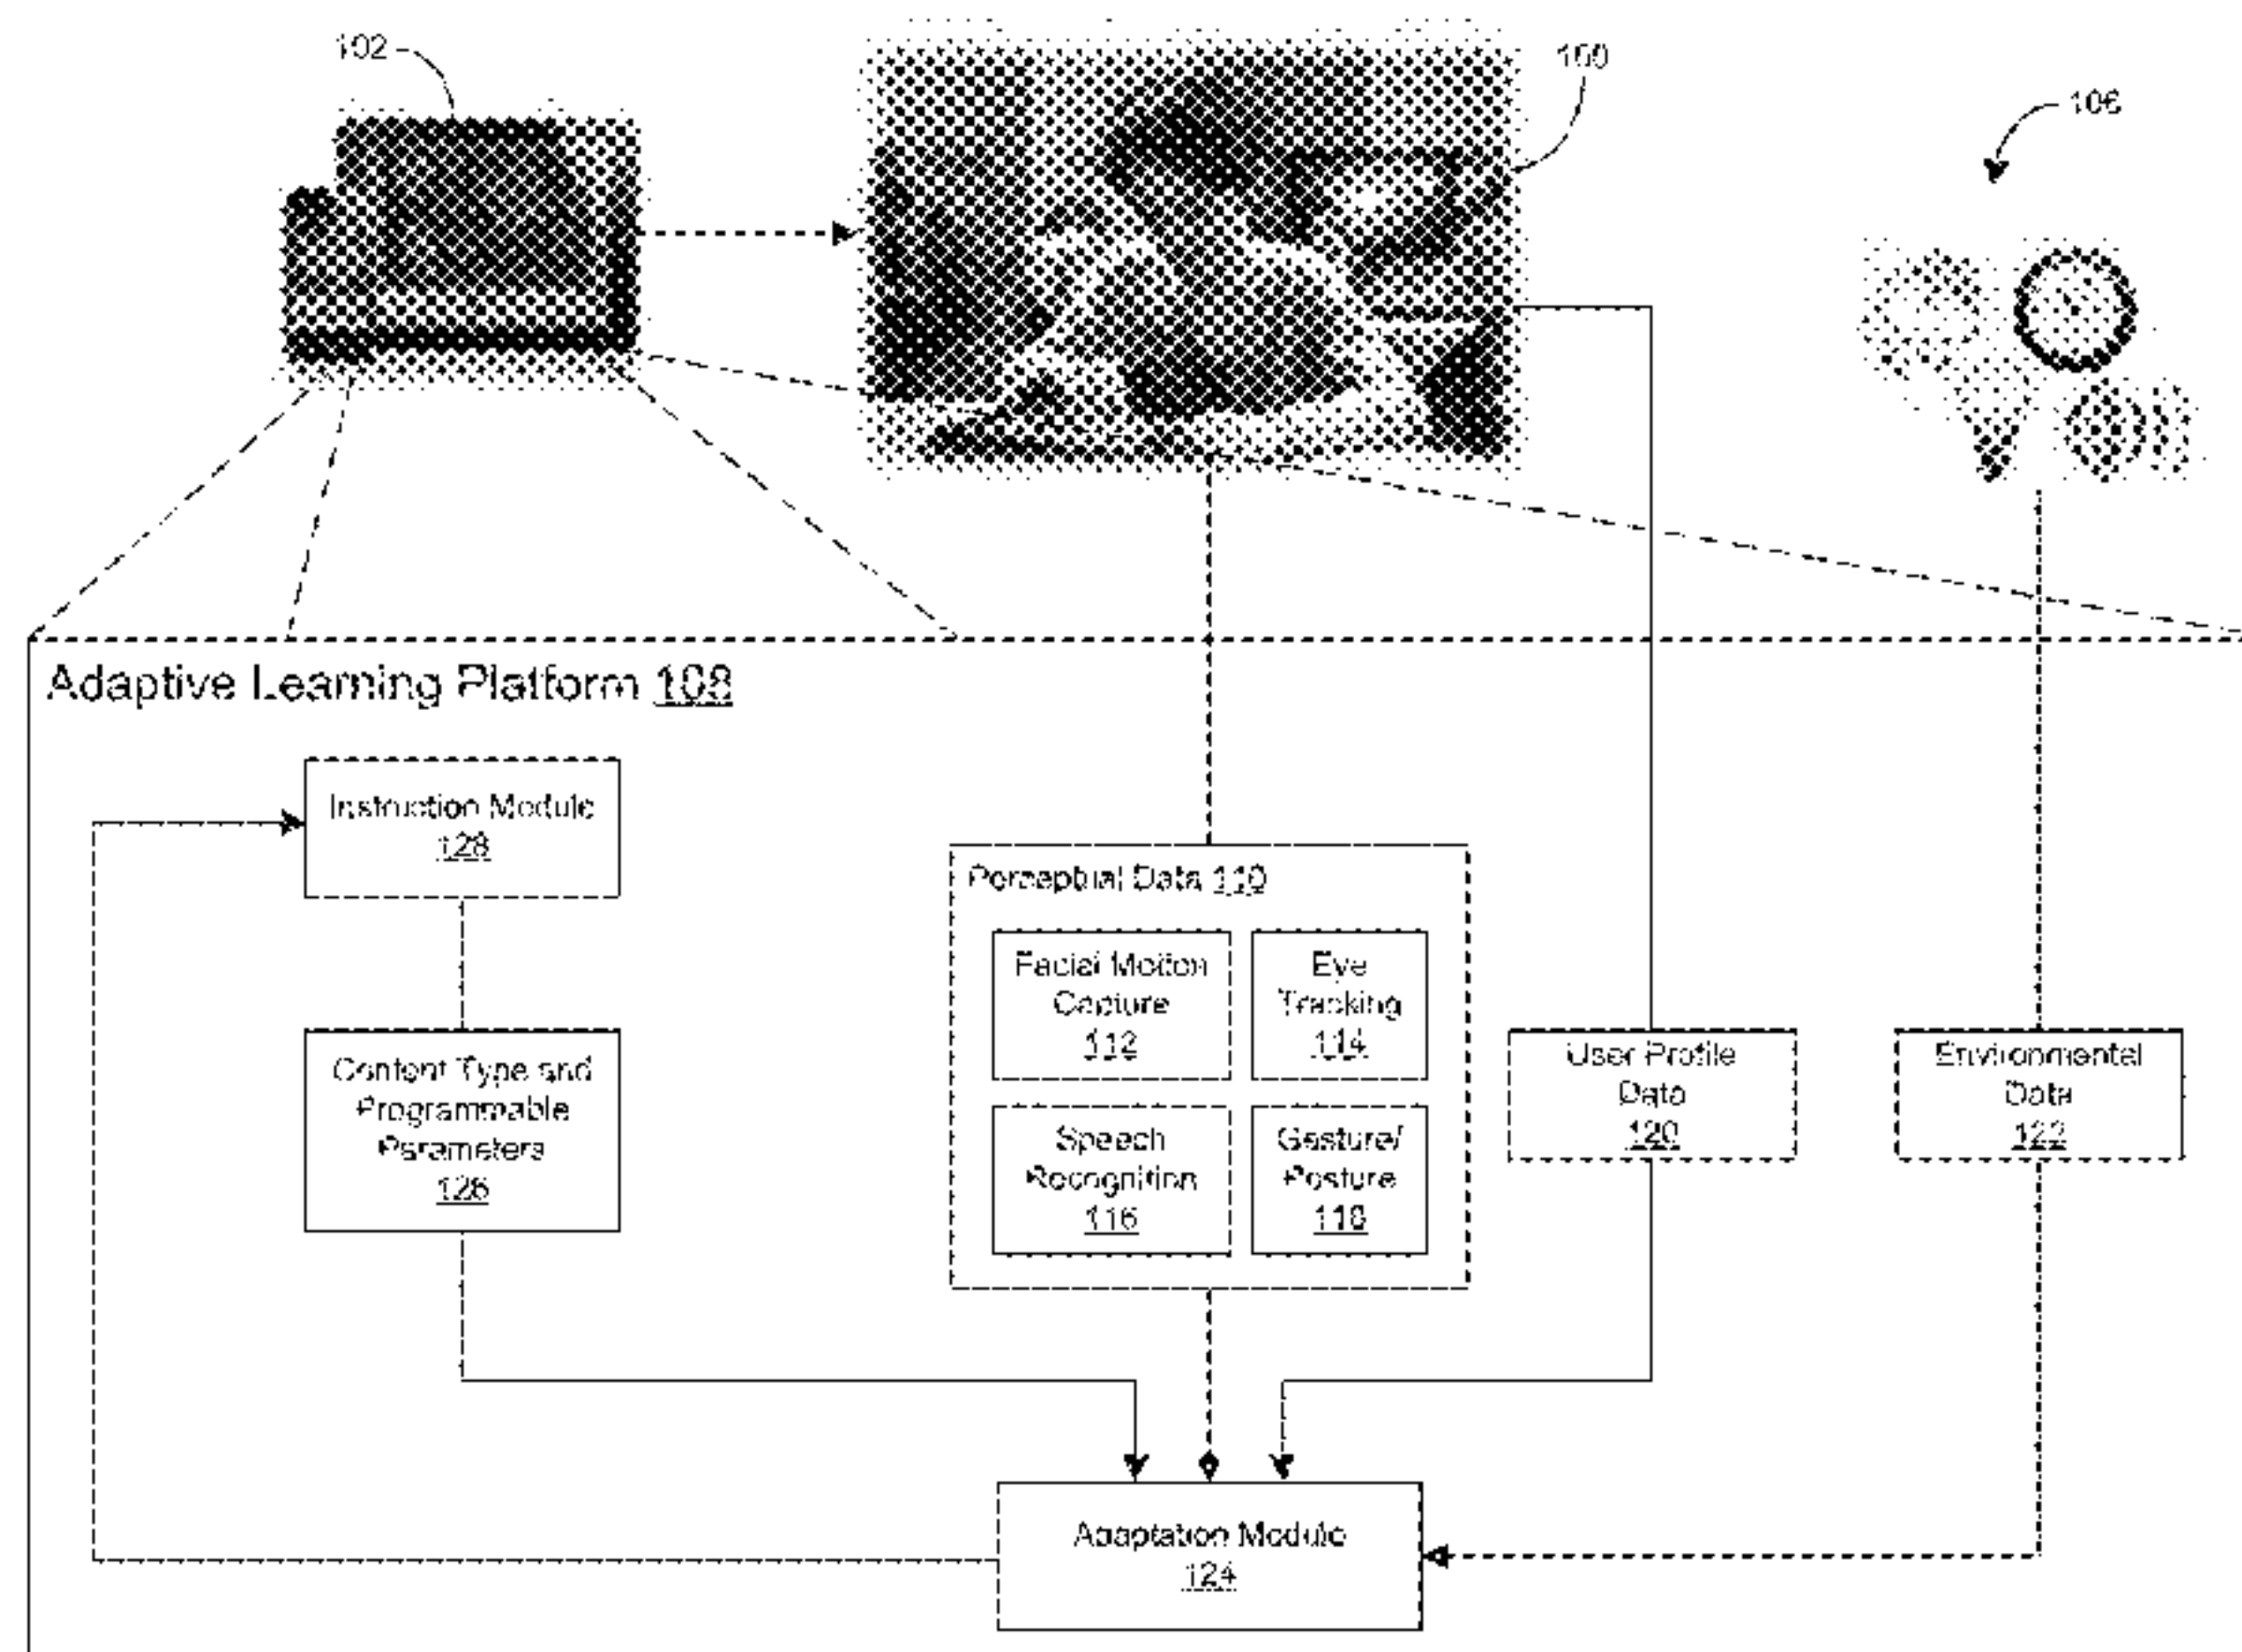 102
100
106
Adaptive Learning Platform 108
Instruction Module
128
Perceptual Data 110
Facial Motion
Capture
112
Eye
Tracking
114
Content Type and
Programmable
Parameters
126
User Profile
Data
120
Environmental
Data
122
Speech
Recognition
116
Gesture/
Posture
118
Adaptation Module
124